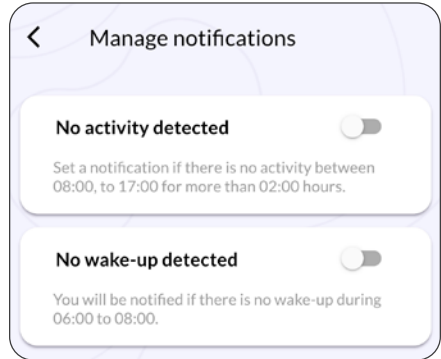 Manage notifications
No activity detected
Set a notification if there is no activity between
08:00, to 17:00 for more than 02:00 hours.
No wake-up detected
You will be notified if there is no wake-up during
06:00 to 08:00.